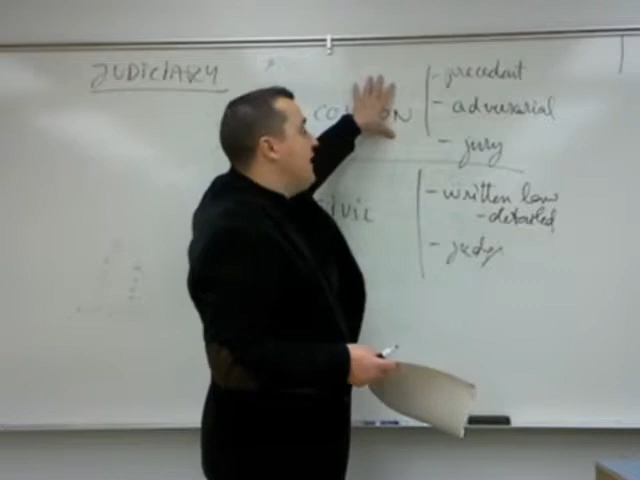 JUDICIARY
COMMON
- precedent
- adversarial
- jury
CIVIL
- written law
- detailed
- judge